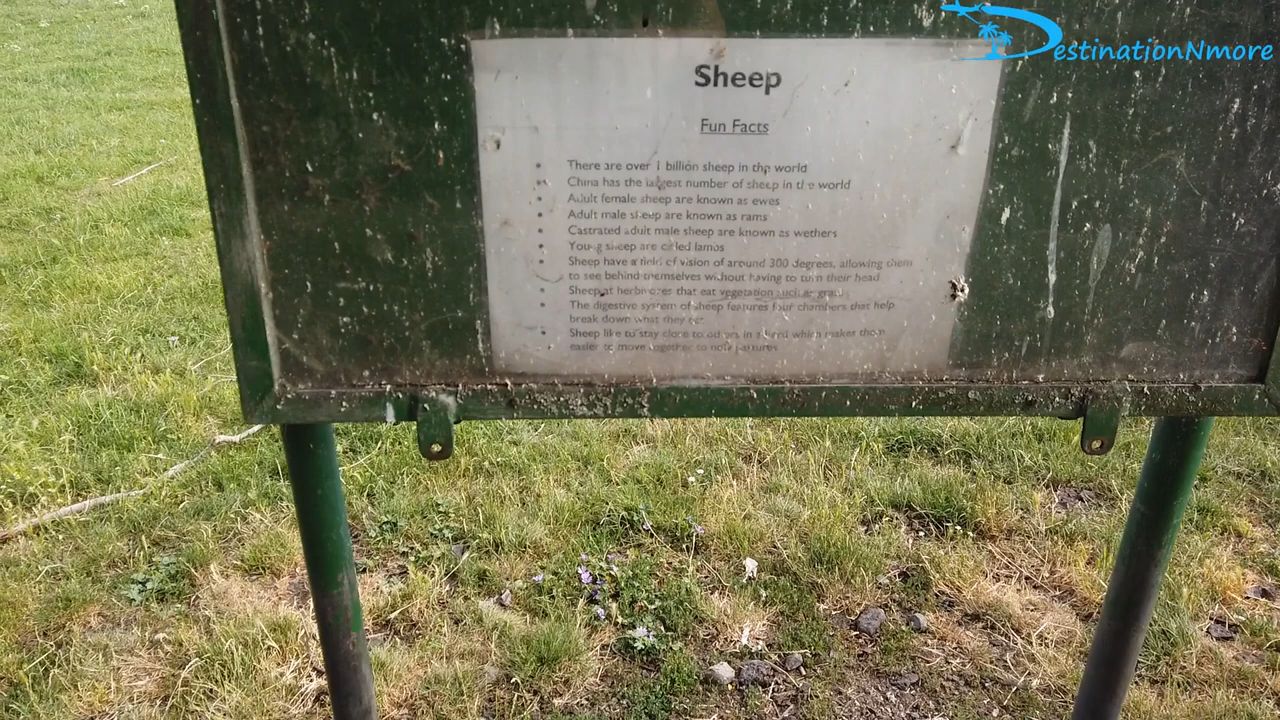 DestinationNmore
Sheep
Fun Facts
• There are over 1 billion sheep in the world
• China has the largest number of sheep in the world
• Adult female sheep are known as ewes
• Adult male sheep are known as rams
• Castrated adult male sheep are known as wethers
• Young sheep are called lambs
• Sheep have a field of vision of around 300 degrees, allowing them
to see behind themselves without having to turn their head
• Sheep herbivores that eat vegetation such as grass
• The digestive system of sheep features four chambers that help
break down what they eat
• Sheep like to stay close to others in a herd which makes them
easier to move together to pastures